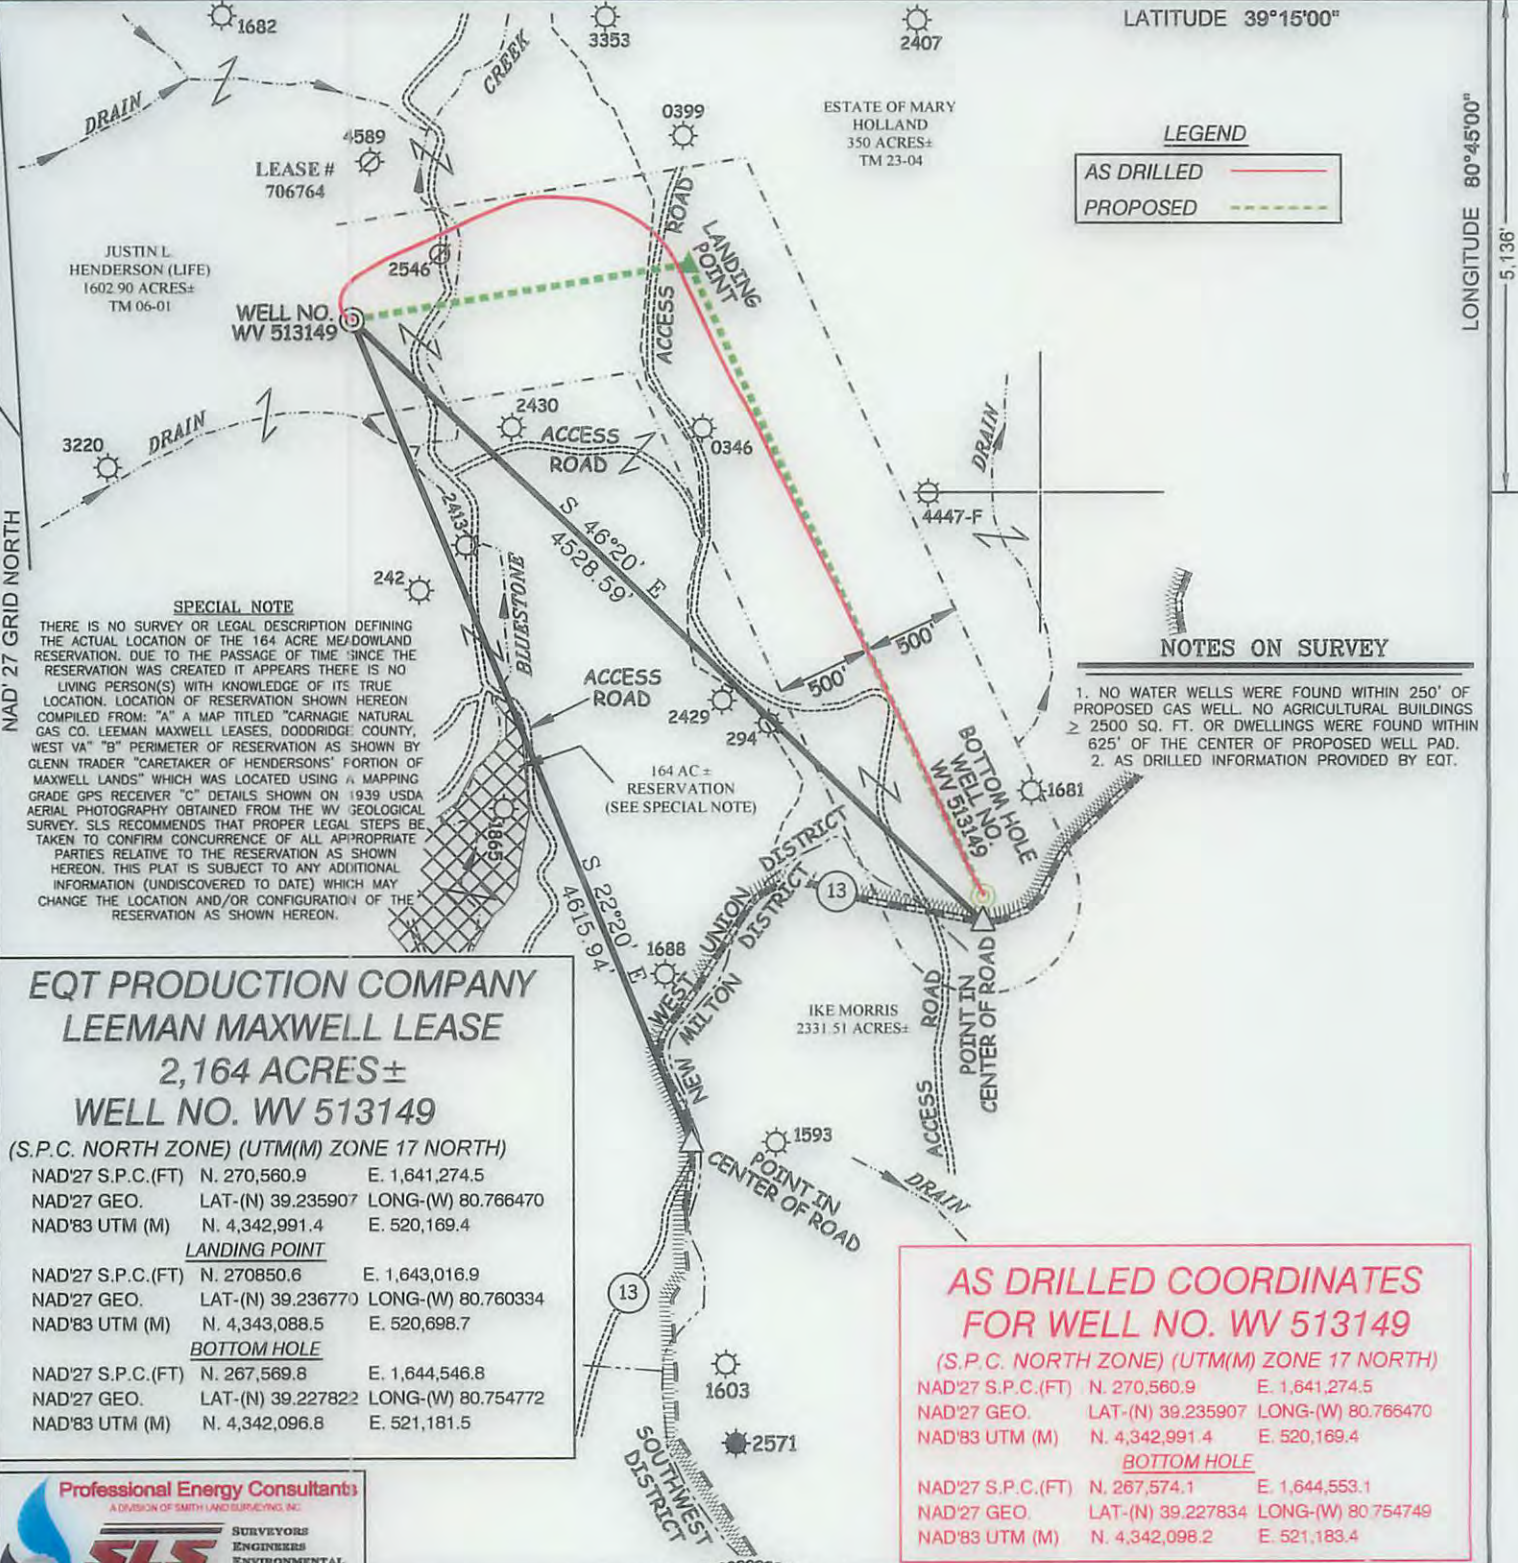 LATITUDE 39°15'00"
1682
3353
2407
CREEK
DRAIN
0399
ESTATE OF MARY
HOLLAND
350 ACRES±
TM 23-04
LEGEND
AS DRILLED
PROPOSED
LONGITUDE 80°45'00"
5,136'
4589
LEASE #
706764
JUSTIN L
HENDERSON (LIFE)
1602.90 ACRES±
TM 06-01
2546
ROAD
ACCESS
LANDING
POINT
WELL NO.
WV 513149
2430
ACCESS
ROAD
0346
3220
DRAIN
DRAIN
4447-F
NAD'27 GRID NORTH
2413
242
BLUESTONE
S 46°20' E
4528.59'
SPECIAL NOTE
THERE IS NO SURVEY OR LEGAL DESCRIPTION DEFINING
THE ACTUAL LOCATION OF THE 164 ACRE MEADOWLAND
RESERVATION. DUE TO THE PASSAGE OF TIME SINCE THE
RESERVATION WAS CREATED IT APPEARS THERE IS NO
LIVING PERSON(S) WITH KNOWLEDGE OF ITS TRUE
LOCATION. LOCATION OF RESERVATION SHOWN HEREON
COMPILED FROM: "A" A MAP TITLED "CARNAGIE NATURAL
GAS CO. LEEMAN MAXWELL LEASES, DODDRIDGE COUNTY,
WEST VA" "B" PERIMETER OF RESERVATION AS SHOWN BY
GLENN TRADER "CARETAKER OF HENDERSONS' PORTION OF
MAXWELL LANDS" WHICH WAS LOCATED USING A MAPPING
GRADE GPS RECEIVER "C" DETAILS SHOWN ON 1939 USDA
AERIAL PHOTOGRAPHY OBTAINED FROM THE WV GEOLOGICAL
SURVEY. SLS RECOMMENDS THAT PROPER LEGAL STEPS BE
TAKEN TO CONFIRM CONCURRENCE OF ALL APPROPRIATE
PARTIES RELATIVE TO THE RESERVATION AS SHOWN
HEREON. THIS PLAT IS SUBJECT TO ANY ADDITIONAL
INFORMATION (UNDISCOVERED TO DATE) WHICH MAY
CHANGE THE LOCATION AND/OR CONFIGURATION OF THE
RESERVATION AS SHOWN HEREON.
500'
500'
NOTES ON SURVEY
1. NO WATER WELLS WERE FOUND WITHIN 250' OF
PROPOSED GAS WELL. NO AGRICULTURAL BUILDINGS
≥ 2500 SQ. FT. OR DWELLINGS WERE FOUND WITHIN
625' OF THE CENTER OF PROPOSED WELL PAD.
2. AS DRILLED INFORMATION PROVIDED BY EQT.
ACCESS
ROAD
2429
294
164 AC ±
RESERVATION
(SEE SPECIAL NOTE)
BOTTOM HOLE
WELL NO.
WV 513149
1681
1865
S 22°20' E
4615.94'
WEST UNION DISTRICT
NEW MILTON DISTRICT
13
1688
IKE MORRIS
2331.51 ACRES±
ACCESS ROAD
POINT IN
CENTER OF ROAD
EQT PRODUCTION COMPANY
LEEMAN MAXWELL LEASE
2,164 ACRES±
WELL NO. WV 513149
(S.P.C. NORTH ZONE) (UTM(M) ZONE 17 NORTH)
NAD'27 S.P.C.(FT) N. 270,560.9 E. 1,641,274.5
NAD'27 GEO. LAT-(N) 39.235907 LONG-(W) 80.766470
NAD'83 UTM (M) N. 4,342,991.4 E. 520,169.4
LANDING POINT
NAD'27 S.P.C.(FT) N. 270850.6 E. 1,643,016.9
NAD'27 GEO. LAT-(N) 39.236770 LONG-(W) 80.760334
NAD'83 UTM (M) N. 4,343,088.5 E. 520,698.7
BOTTOM HOLE
NAD'27 S.P.C.(FT) N. 267,569.8 E. 1,644,546.8
NAD'27 GEO. LAT-(N) 39.227822 LONG-(W) 80.754772
NAD'83 UTM (M) N. 4,342,096.8 E. 521,181.5
1593
POINT IN
CENTER OF ROAD
DRAIN
13
1603
2571
SOUTHWEST
DISTRICT
AS DRILLED COORDINATES
FOR WELL NO. WV 513149
(S.P.C. NORTH ZONE) (UTM(M) ZONE 17 NORTH)
NAD'27 S.P.C.(FT) N. 270,560.9 E. 1,641,274.5
NAD'27 GEO. LAT-(N) 39.235907 LONG-(W) 80.766470
NAD'83 UTM (M) N. 4,342,991.4 E. 520,169.4
BOTTOM HOLE
NAD'27 S.P.C.(FT) N. 267,574.1 E. 1,644,553.1
NAD'27 GEO. LAT-(N) 39.227834 LONG-(W) 80.754749
NAD'83 UTM (M) N. 4,342,098.2 E. 521,183.4
Professional Energy Consultants
A DIVISION OF SMITH LAND SURVEYING, INC.
SLS
SURVEYORS
ENGINEERS
ENVIRONMENTAL